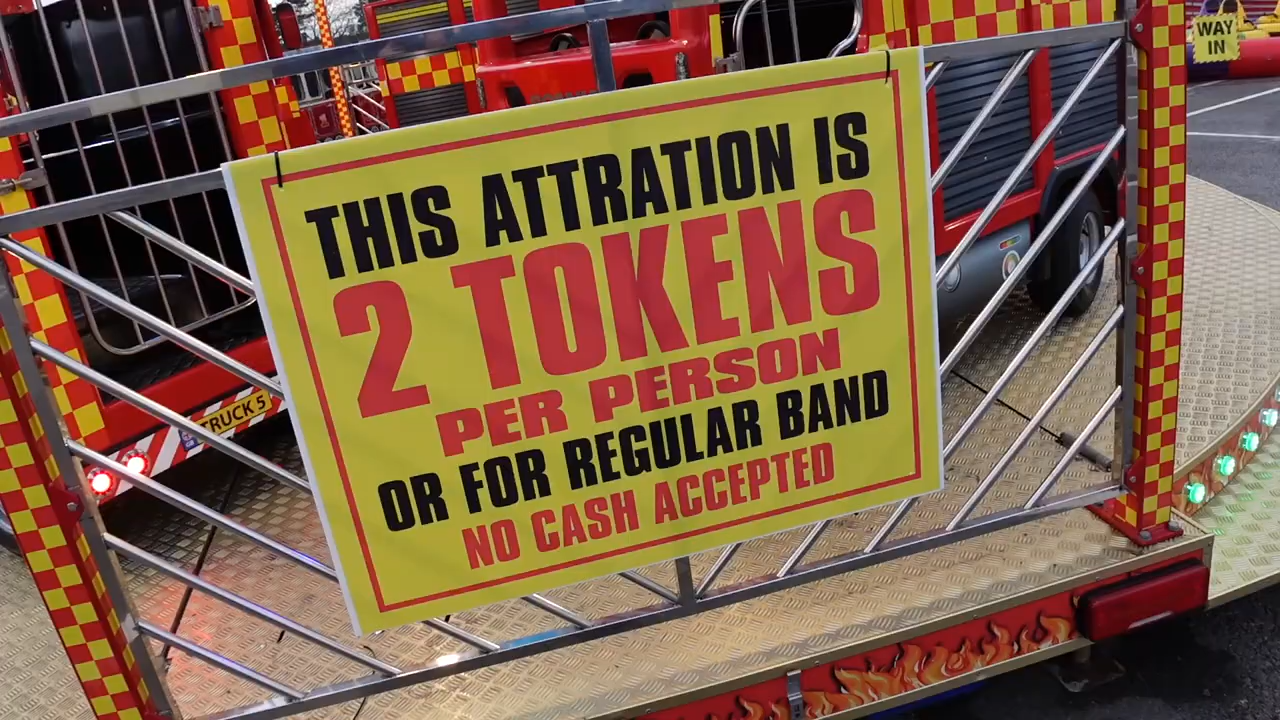 WAY
IN
THIS ATTRATION IS
2 TOKENS
PER PERSON
OR FOR REGULAR BAND
NO CASH ACCEPTED
TRUCK 5